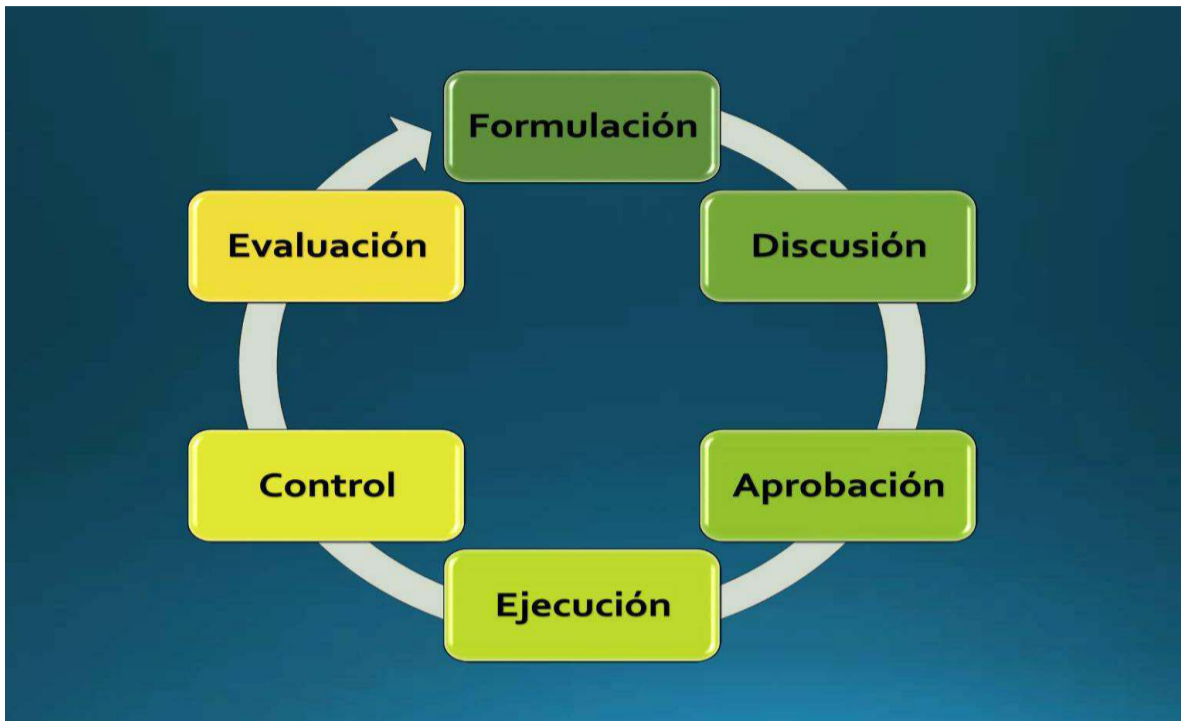 Formulación
Discusión
Aprobación
Ejecución
Control
Evaluación